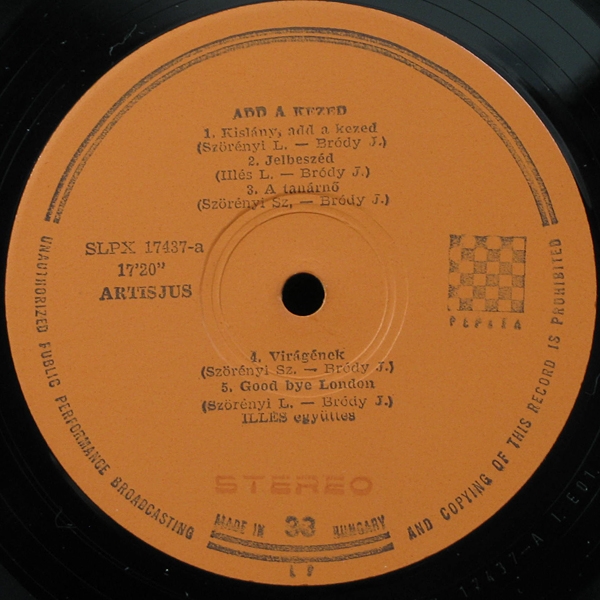 ADD A KEZED
1. Kislány, add a kezed
(Szörényi L. — Bródy J.)
2. Jelbeszéd
(Illés L. — Bródy J.)
3. A tanárnő
(Szörényi Sz. — Bródy J.)
SLPX 17437-a
17'20"
ARTISJUS
PEPITA
4. Virágének
(Szörényi Sz. — Bródy J.)
5. Good bye London
(Szörényi L. — Bródy J.)
ILLÉS együttes
STEREO
MADE IN 33 HUNGARY
LP
UNAUTHORIZED PUBLIC PERFORMANCE BROADCASTING AND COPYING OF THIS RECORD IS PROHIBITED
17437-A